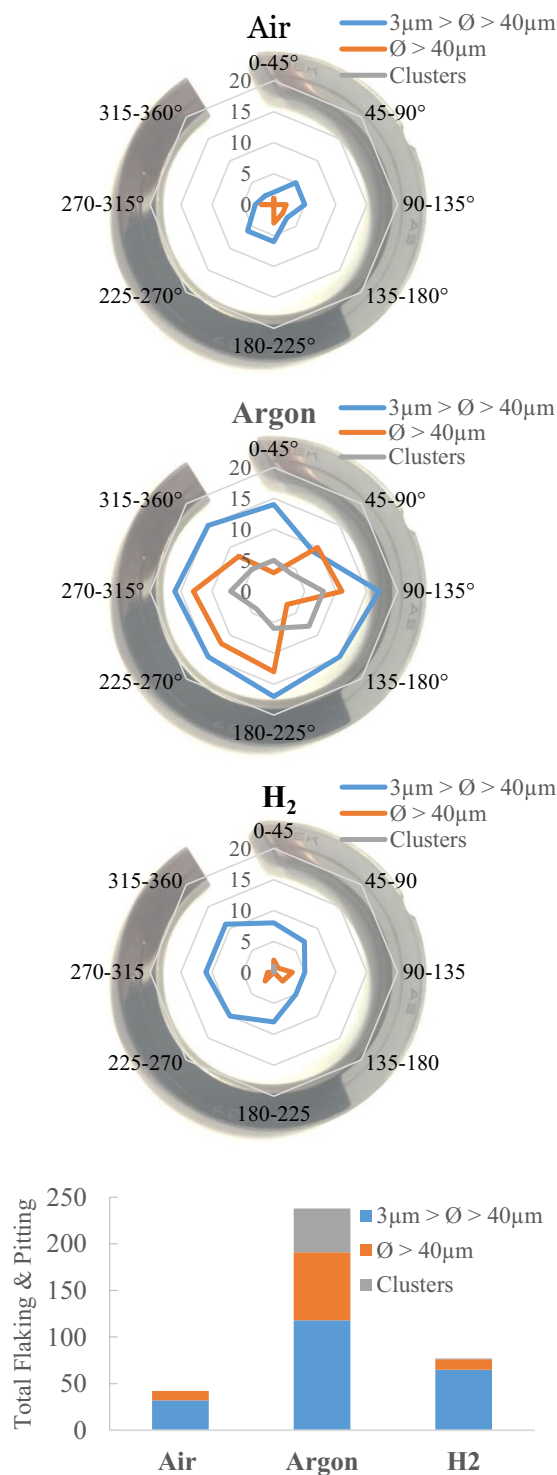 Air
3µm > Ø > 40µm
Ø > 40µm
Clusters
0-45°
20
315-360°
45-90°
15
10
5
270-315°
0
90-135°
AS
225-270°
135-180°
180-225°
Argon
3µm > Ø > 40µm
Ø > 40µm
Clusters
0-45°
20
315-360°
45-90°
15
10
5
270-315°
0
90-135°
225-270°
135-180°
180-225°
H₂
3µm > Ø > 40µm
Ø > 40µm
Clusters
0-45
20
315-360
45-90
15
10
5
270-315
0
90-135
225-270
135-180
180-225
Total Flaking & Pitting
250
200
150
100
50
0
3µm > Ø > 40µm
Ø > 40µm
Clusters
Air Argon H2